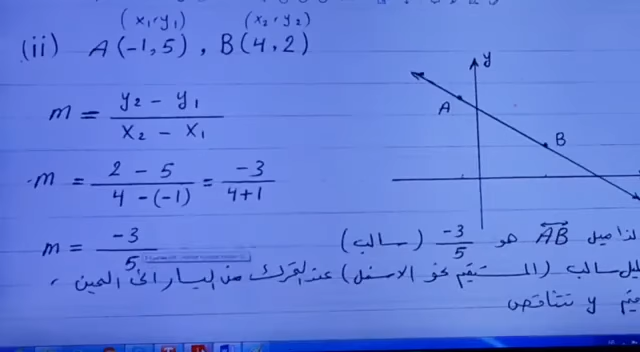 (x₁, y₁) (x₂, y₂)
(ii) A(-1, 5) , B(4, 2)
m = (y₂ - y₁) / (x₂ - x₁)
m = (2 - 5) / (4 - (-1)) = -3 / (4+1)
m = -3 / 5
y
A
B
لذا ميل AB هو -3/5 (سالب)
سالب (المستقيم نحو الاسفل) عند التحرك من اليسار الى اليمين ،
y تتناقص